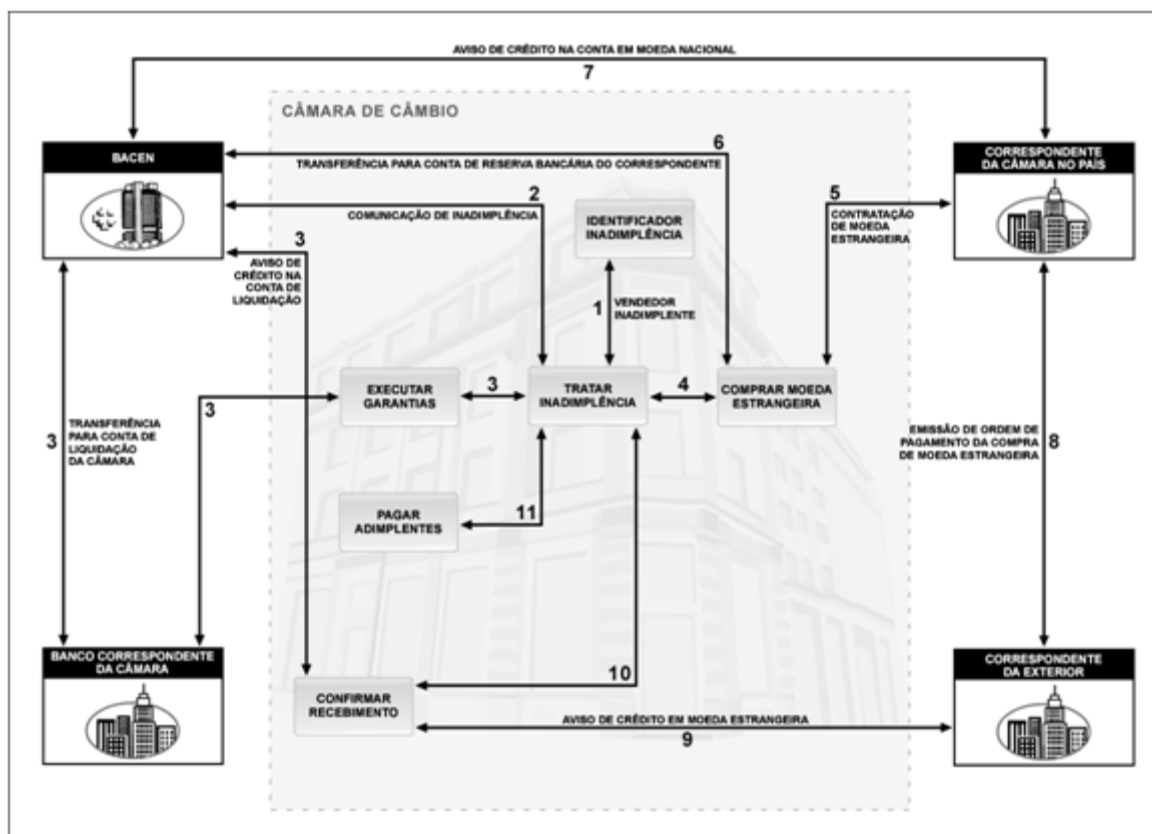 AVISO DE CRÉDITO NA CONTA EM MOEDA NACIONAL
7
CÂMARA DE CÂMBIO
BACEN
6
TRANSFERÊNCIA PARA CONTA DE RESERVA BANCÁRIA DO CORRESPONDENTE
CORRESPONDENTE
DA CÂMARA NO PAÍS
2
COMUNICAÇÃO DE INADIMPLÊNCIA
IDENTIFICADOR
INADIMPLÊNCIA
5
CONTRATAÇÃO
DE MOEDA
ESTRANGEIRA
3
AVISO DE
CRÉDITO NA
CONTA DE
LIQUIDAÇÃO
1
VENDEDOR
INADIMPLENTE
EXECUTAR
GARANTIAS
3
TRATAR
INADIMPLÊNCIA
4
COMPRAR MOEDA
ESTRANGEIRA
3
TRANSFERÊNCIA
PARA CONTA DE
LIQUIDAÇÃO
DA CÂMARA
3
EMISSÃO DE ORDEM DE
PAGAMENTO DA COMPRA
DE MOEDA ESTRANGEIRA
8
PAGAR
ADIMPLENTES
11
BANCO CORRESPONDENTE
DA CÂMARA
CONFIRMAR
RECEBIMENTO
10
CORRESPONDENTE
DA EXTERIOR
AVISO DE CRÉDITO EM MOEDA ESTRANGEIRA
9